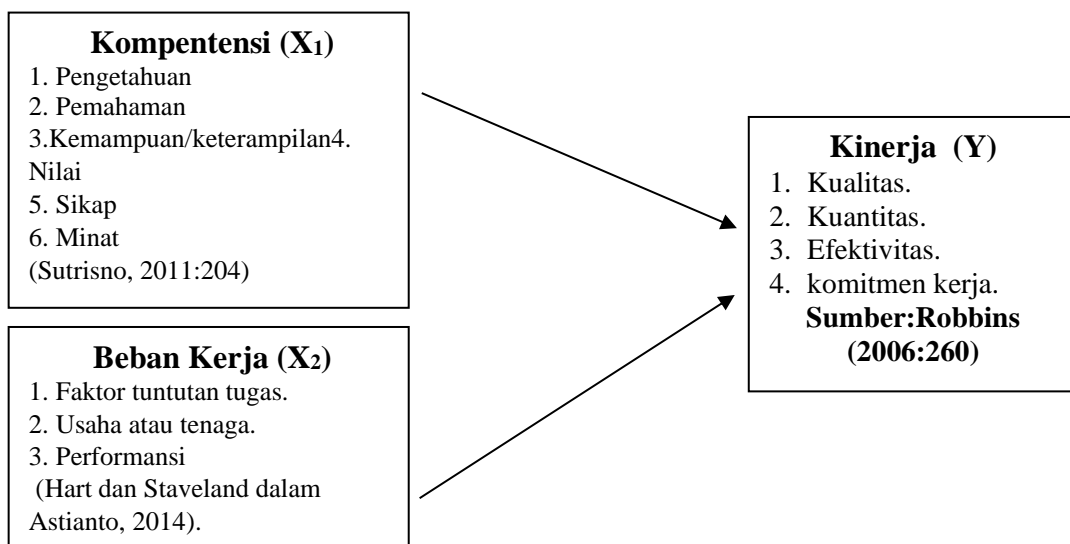 Kompentensi (X1)
1. Pengetahuan
2. Pemahaman
3.Kemampuan/keterampilan4.
Nilai
5. Sikap
6. Minat
(Sutrisno, 2011:204)
Beban Kerja (X2)
1. Faktor tuntutan tugas.
2. Usaha atau tenaga.
3. Performansi
(Hart dan Staveland dalam
Astianto, 2014).
Kinerja (Y)
1. Kualitas.
2. Kuantitas.
3. Efektivitas.
4. komitmen kerja.
Sumber:Robbins
(2006:260)